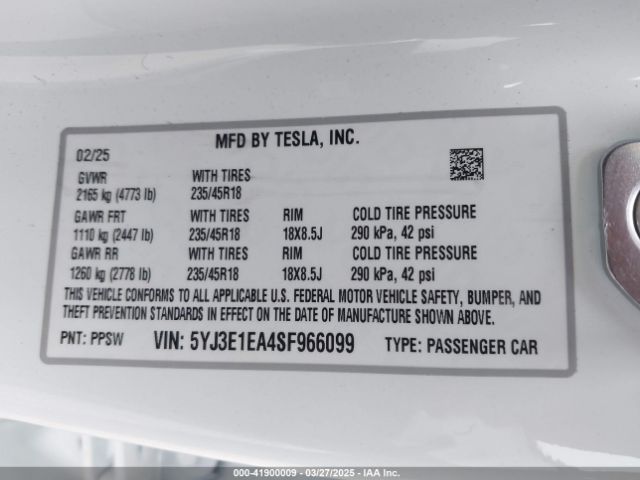 MFD BY TESLA, INC.
02/25
GVWR WITH TIRES
2165 kg (4773 lb) 235/45R18
GAWR FRT WITH TIRES RIM COLD TIRE PRESSURE
1110 kg (2447 lb) 235/45R18 18X8.5J 290 kPa, 42 psi
GAWR RR WITH TIRES RIM COLD TIRE PRESSURE
1260 kg (2778 lb) 235/45R18 18X8.5J 290 kPa, 42 psi
THIS VEHICLE CONFORMS TO ALL APPLICABLE U.S. FEDERAL MOTOR VEHICLE SAFETY, BUMPER, AND
THEFT PREVENTION STANDARDS IN EFFECT ON THE DATE OF MANUFACTURE SHOWN ABOVE.
PNT: PPSW VIN: 5YJ3E1EA4SF966099 TYPE: PASSENGER CAR
000-41900009 - 03/27/2025 - IAA Inc.